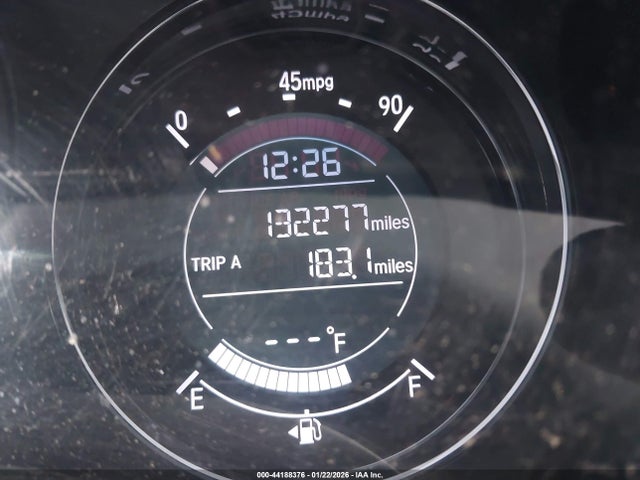 45mpg
0 90
12:26
132277miles
TRIP A 183.1miles
---°F
E F
000-44188376 - 01/22/2026 - IAA Inc.